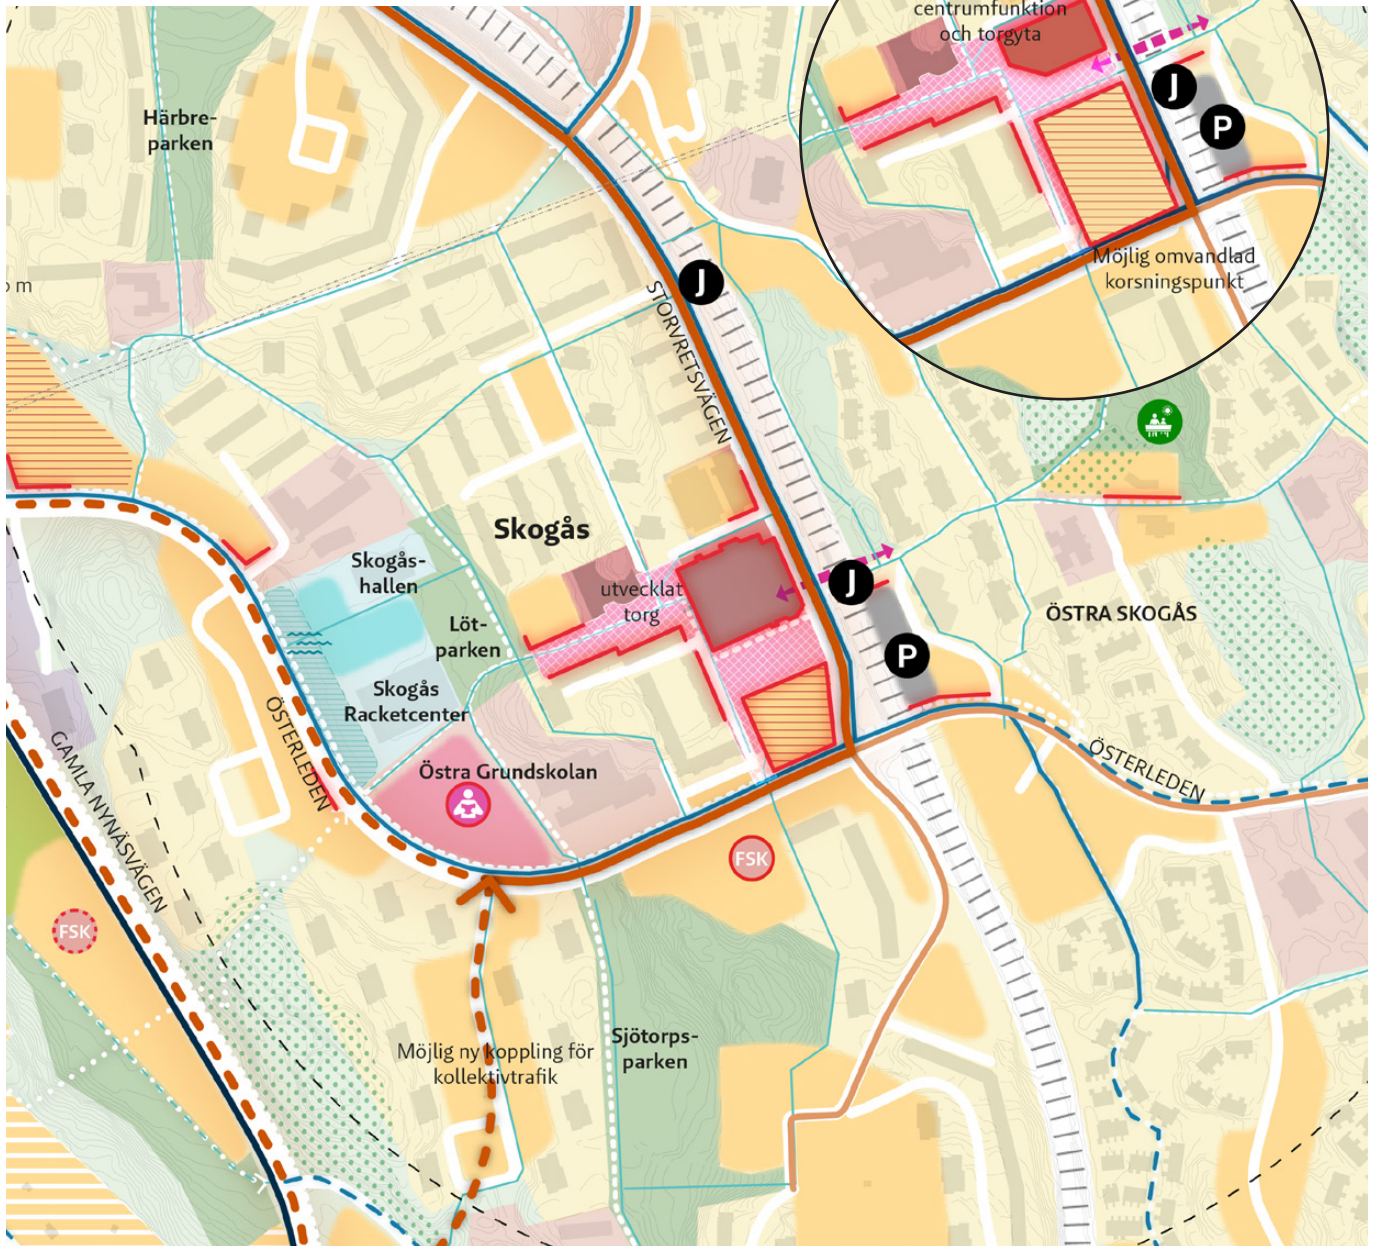 centrumfunktion
och torgyta
J
P
Möjlig omvandlad
korsningspunkt
Härbre-
parken
o m
J
STORVRETSVÄGEN
Skogås
Skogås-
hallen
utvecklat
torg
J
Löt-
parken
ÖSTRA SKOGÅS
P
Skogås
Racketcenter
ÖSTERLEDEN
GAMLA NYNÄSVÄGEN
Östra Grundskolan
ÖSTERLEDEN
FSK
FSK
Möjlig ny koppling för
kollektivtrafik
Sjötorps-
parken